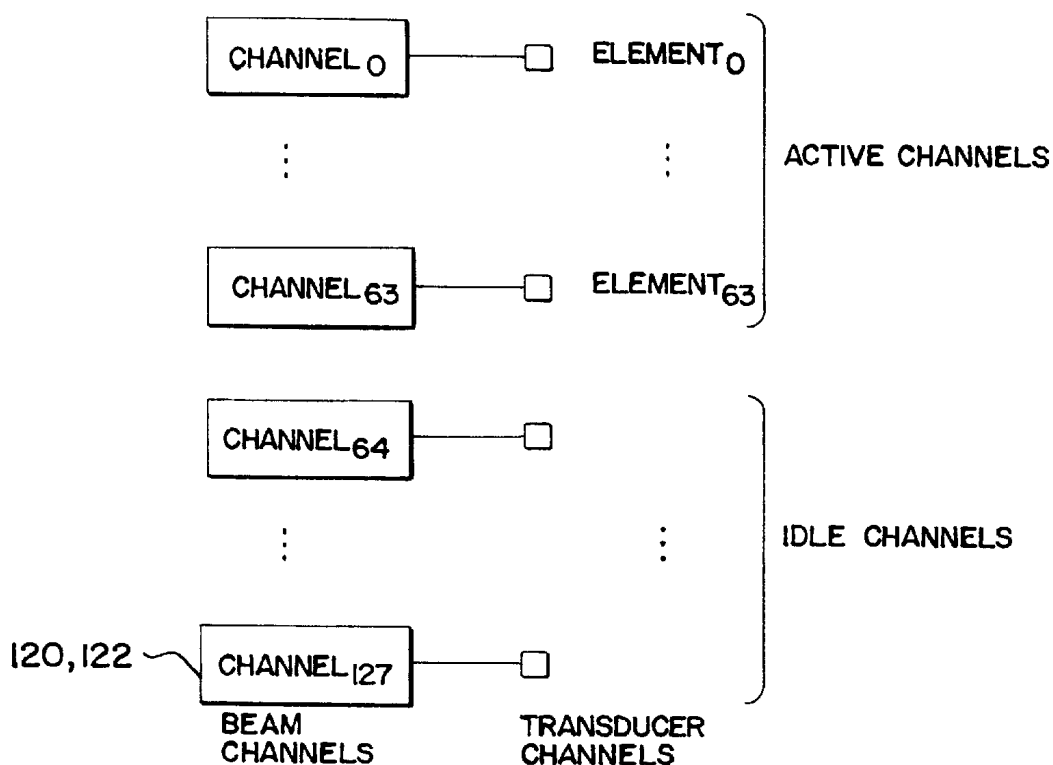 CHANNEL0 ELEMENT0
ACTIVE CHANNELS
CHANNEL63 ELEMENT63
CHANNEL64
IDLE CHANNELS
120,122 CHANNEL127
BEAM CHANNELS
TRANSDUCER CHANNELS